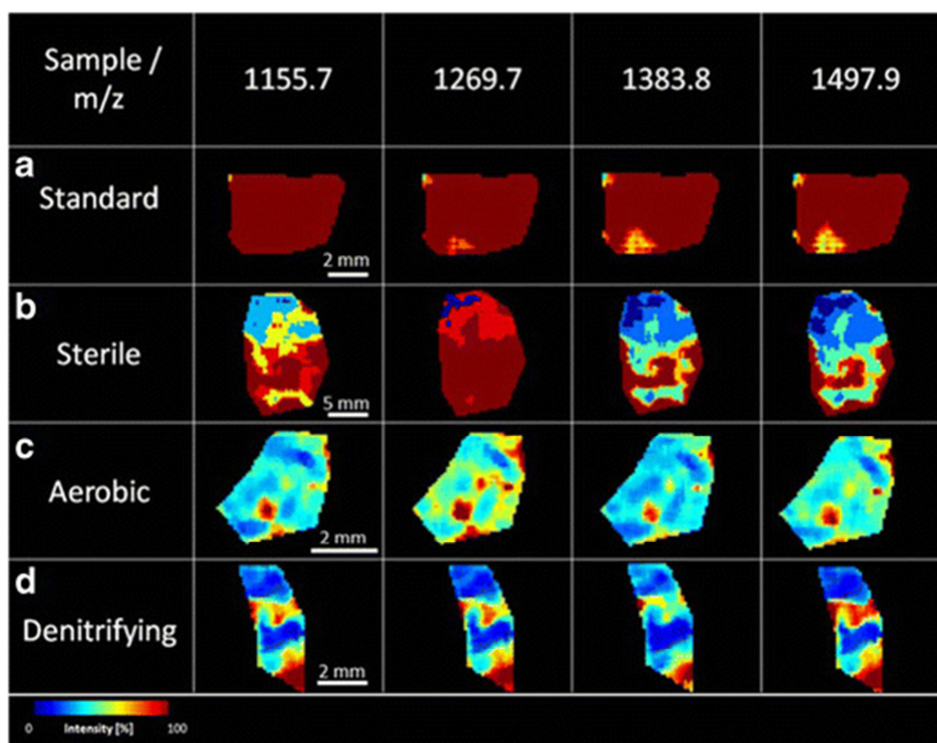 Sample /
m/z
1155.7
1269.7
1383.8
1497.9
a
Standard
2 mm
b
Sterile
5 mm
c
Aerobic
2 mm
d
Denitrifying
2 mm
0 Intensity [%] 100